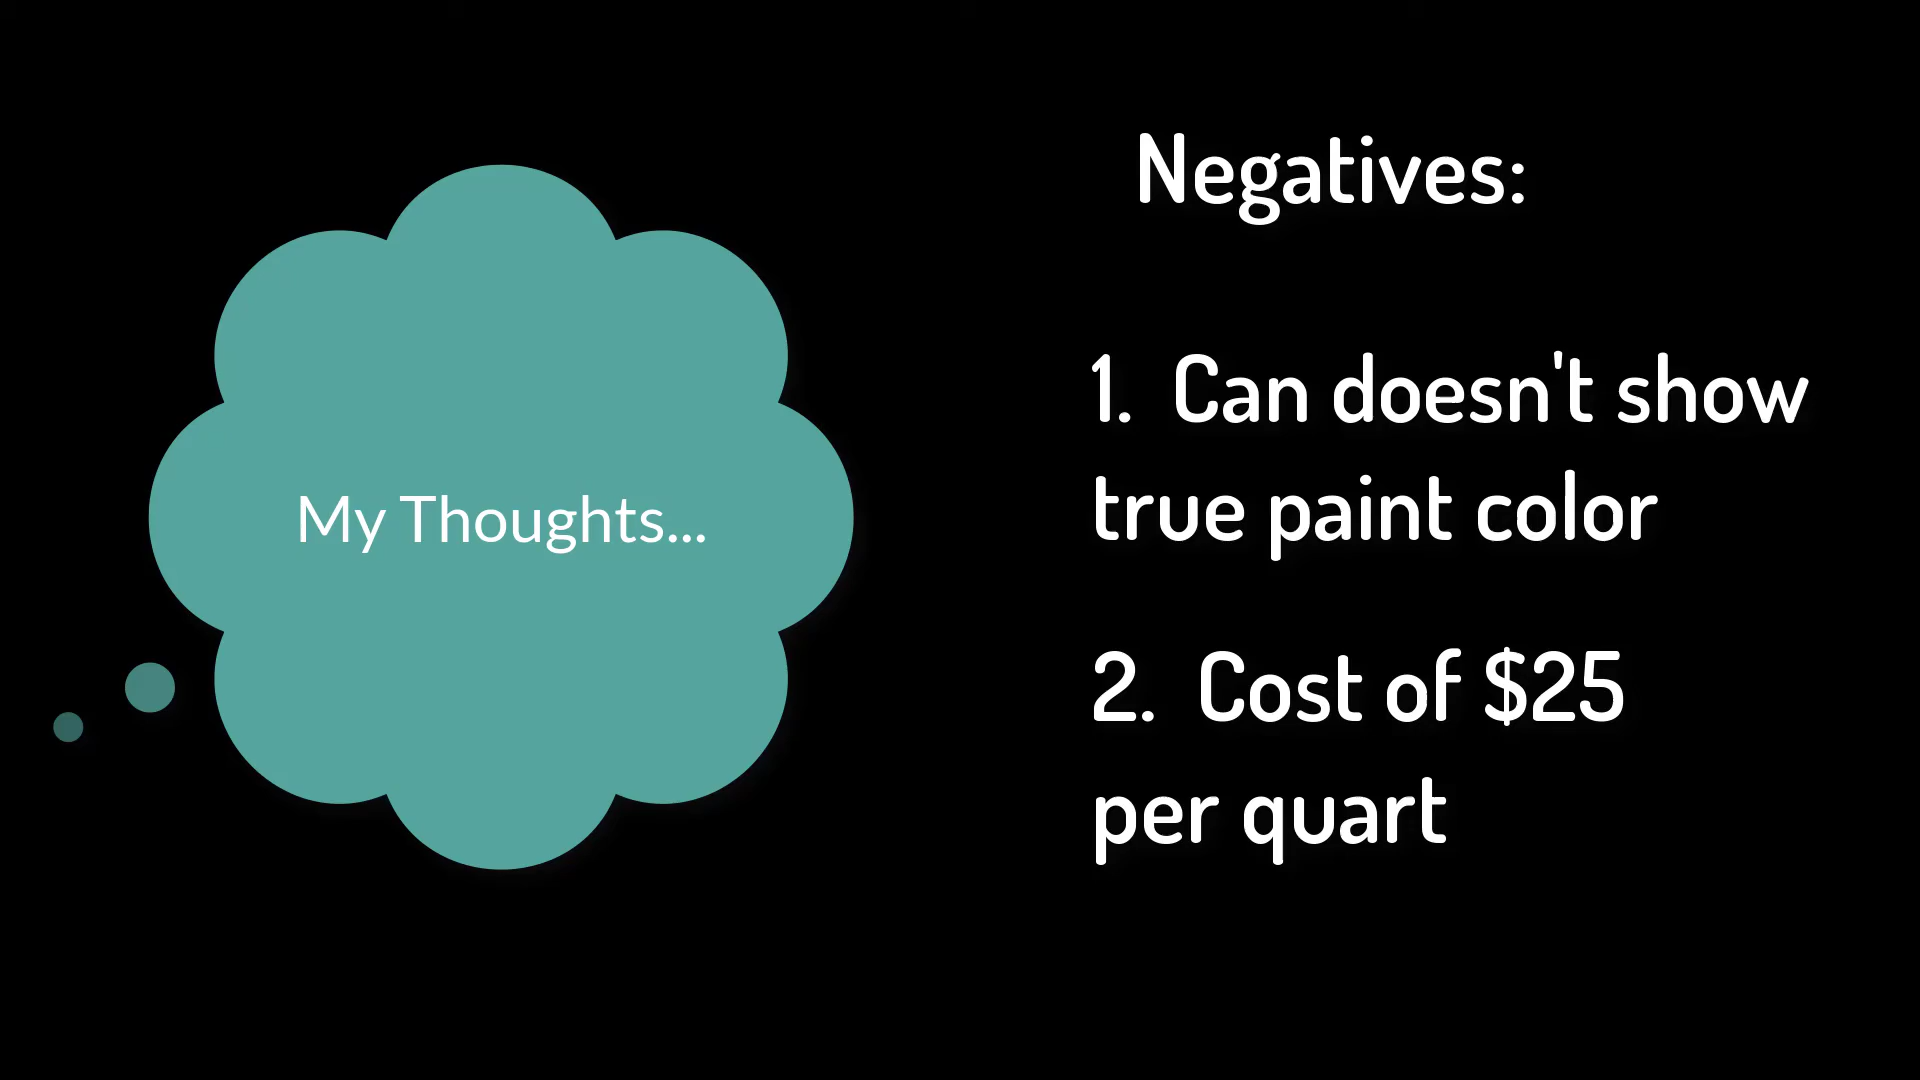 My Thoughts...
Negatives:
1. Can doesn't show
true paint color
2. Cost of $25
per quart